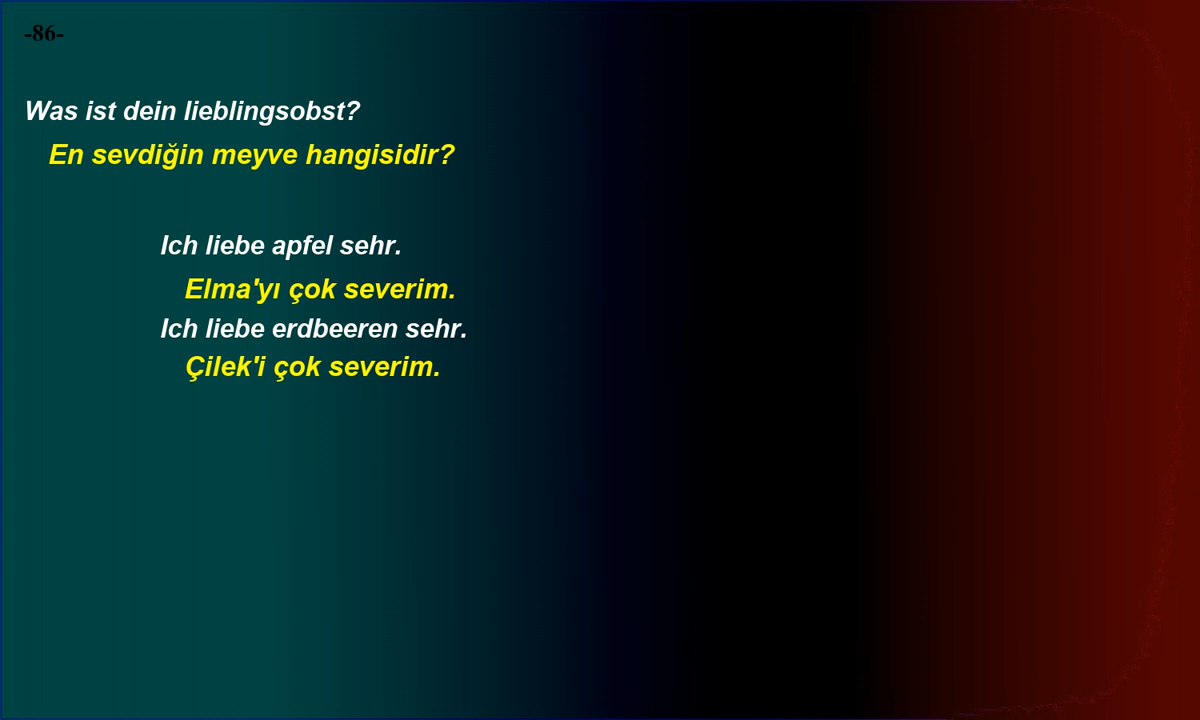 -86-
Was ist dein lieblingsobst?
En sevdiğin meyve hangisidir?
Ich liebe apfel sehr.
Elma'yı çok severim.
Ich liebe erdbeeren sehr.
Çilek'i çok severim.